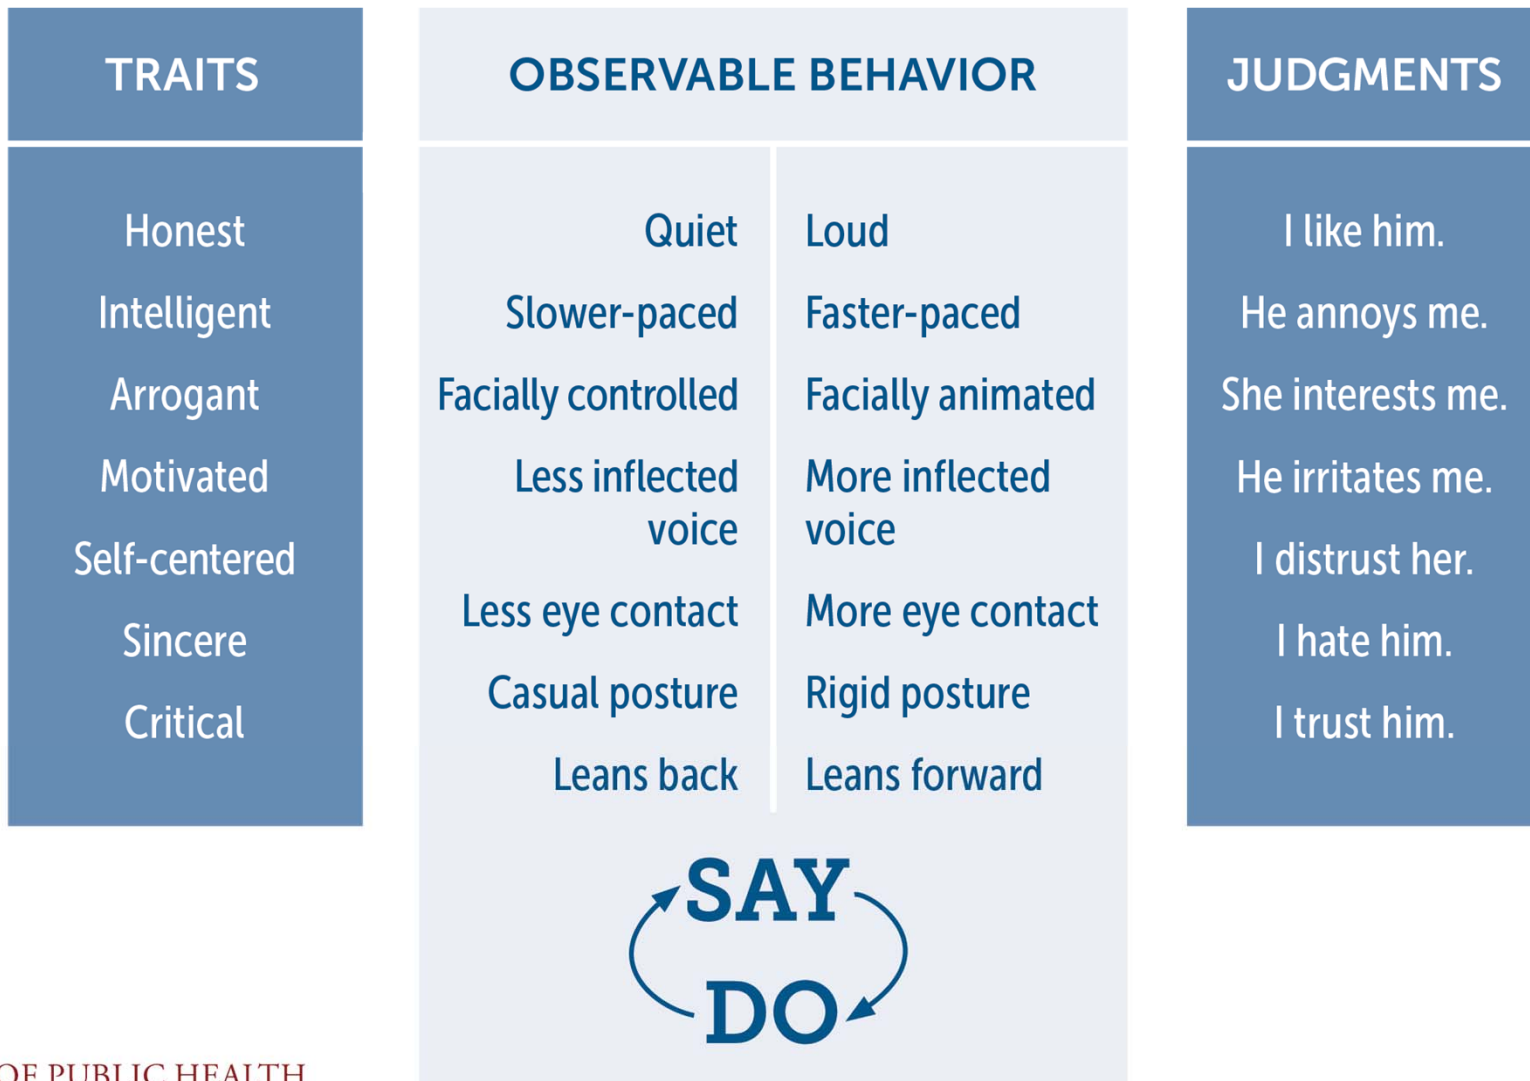 TRAITS
Honest
Intelligent
Arrogant
Motivated
Self-centered
Sincere
Critical
OBSERVABLE BEHAVIOR
Quiet
Slower-paced
Facially controlled
Less inflected
voice
Less eye contact
Casual posture
Leans back
Loud
Faster-paced
Facially animated
More inflected
voice
More eye contact
Rigid posture
Leans forward
SAY
DO
JUDGMENTS
I like him.
He annoys me.
She interests me.
He irritates me.
I distrust her.
I hate him.
I trust him.
OF PUBLIC HEALTH